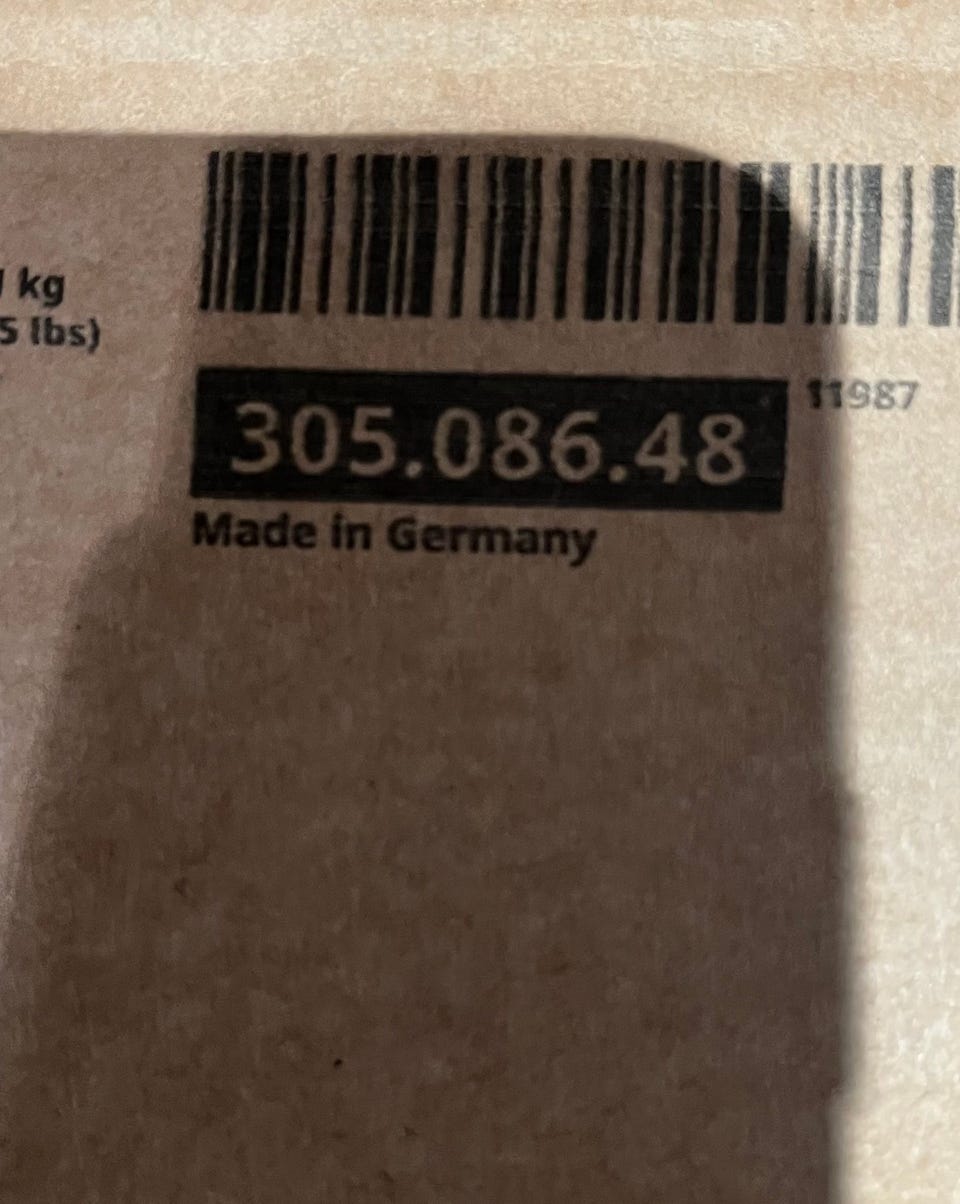 kg
5 lbs)
305.086.48
11987
Made in Germany